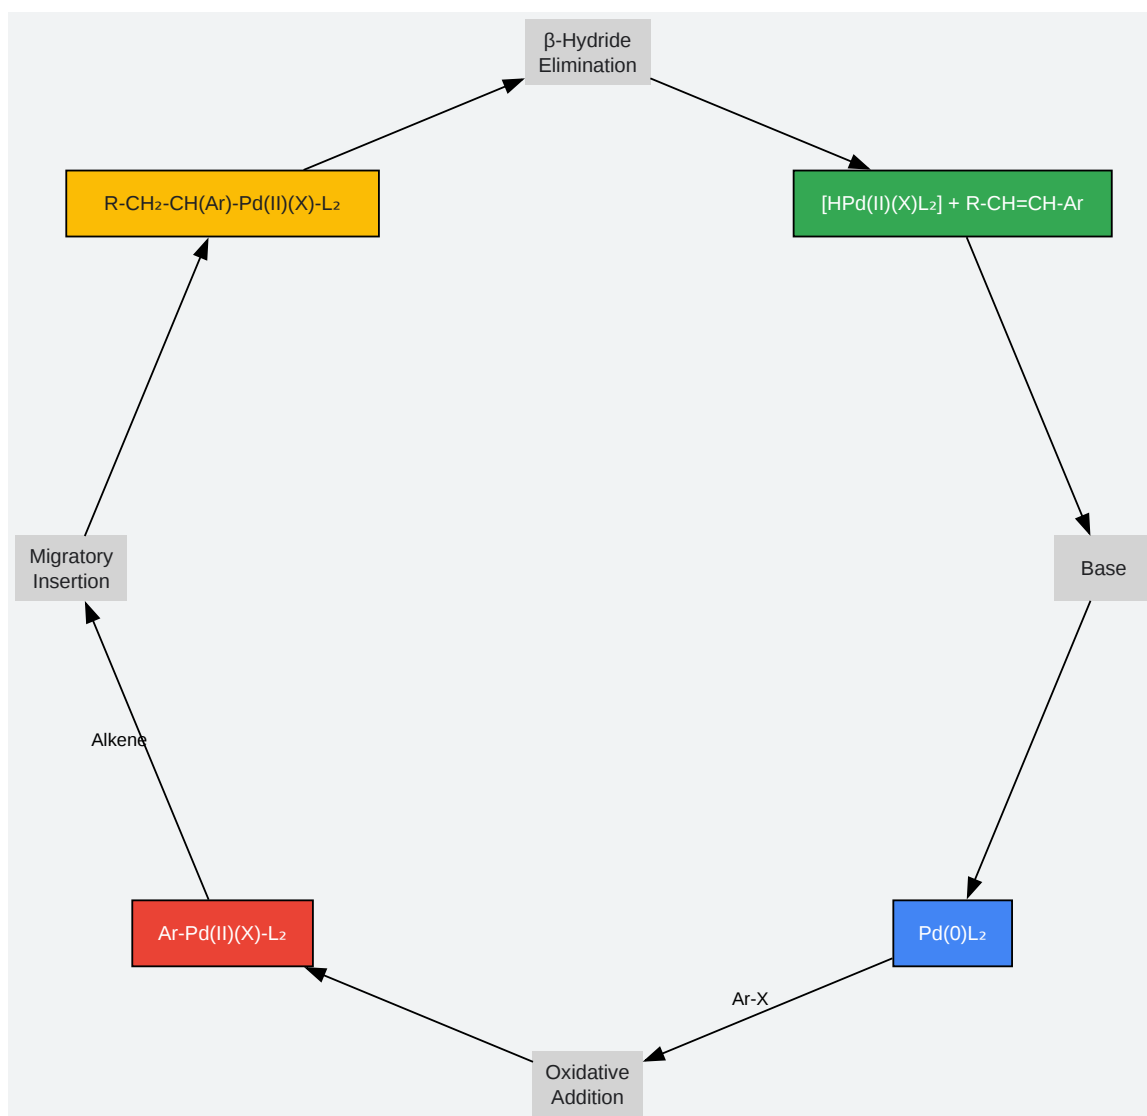 β-Hydride
Elimination
R-CH₂-CH(Ar)-Pd(II)(X)-L₂
[HPd(II)(X)L₂] + R-CH=CH-Ar
Migratory
Insertion
Base
Alkene
Ar-Pd(II)(X)-L₂
Pd(0)L₂
Ar-X
Oxidative
Addition